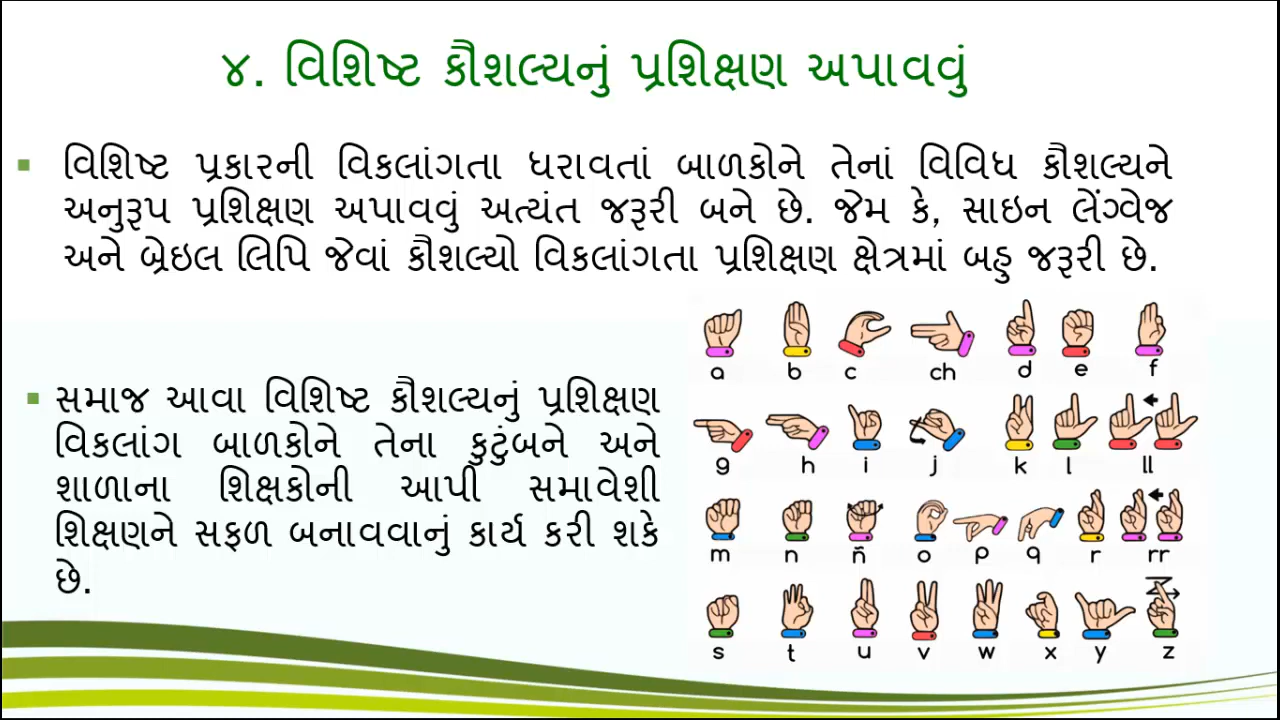 ૪. વિશિષ્ટ કૌશલ્યનું પ્રશિક્ષણ અપાવવું
વિશિષ્ટ પ્રકારની વિકલાંગતા ધરાવતાં બાળકોને તેનાં વિવિધ કૌશલ્યને
અનુરૂપ પ્રશિક્ષણ અપાવવું અત્યંત જરૂરી બને છે. જેમ કે, સાઇન લેંગ્વેજ
અને બ્રેઇલ લિપિ જેવાં કૌશલ્યો વિકલાંગતા પ્રશિક્ષણ ક્ષેત્રમાં બહુ જરૂરી છે.
સમાજ આવા વિશિષ્ટ કૌશલ્યનું પ્રશિક્ષણ
વિકલાંગ બાળકોને તેના કુટુંબને અને
શાળાના શિક્ષકોની આપી સમાવેશી
શિક્ષણને સફળ બનાવવાનું કાર્ય કરી શકે
છે.
a b c ch d e f
g h i j k l ll
m n ñ o p q r rr
s t u v w x y z